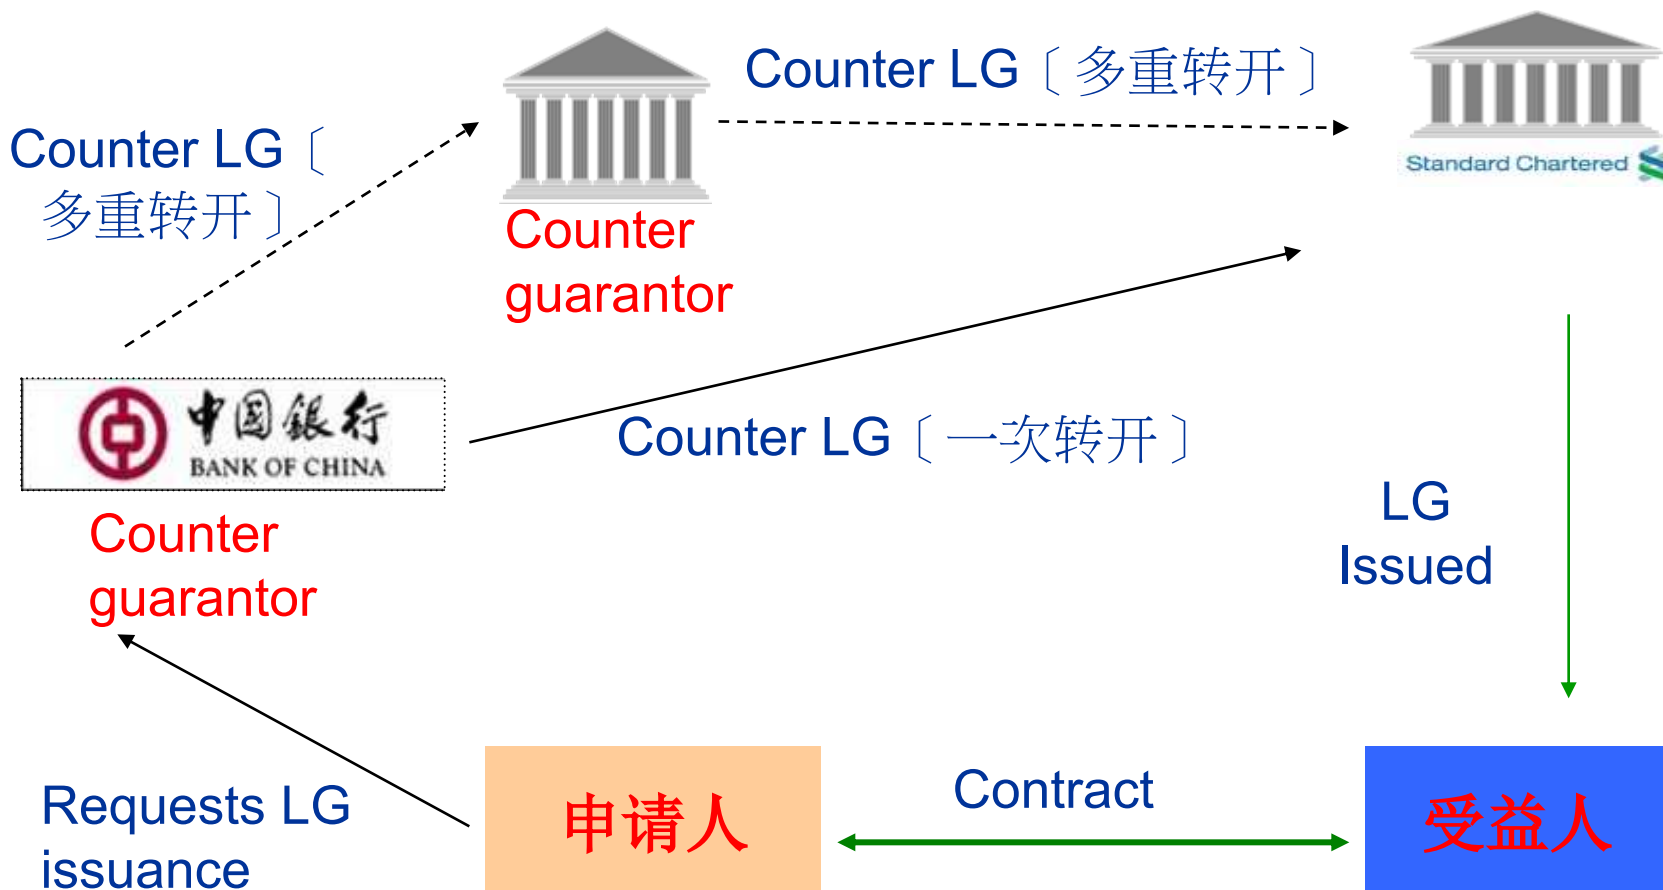 Counter LG〔多重转开〕
Standard Chartered
Counter LG〔
多重转开〕
Counter
guarantor
中国銀行
BANK OF CHINA
Counter LG〔一次转开〕
Counter
guarantor
LG
Issued
Requests LG
issuance
申请人
Contract
受益人